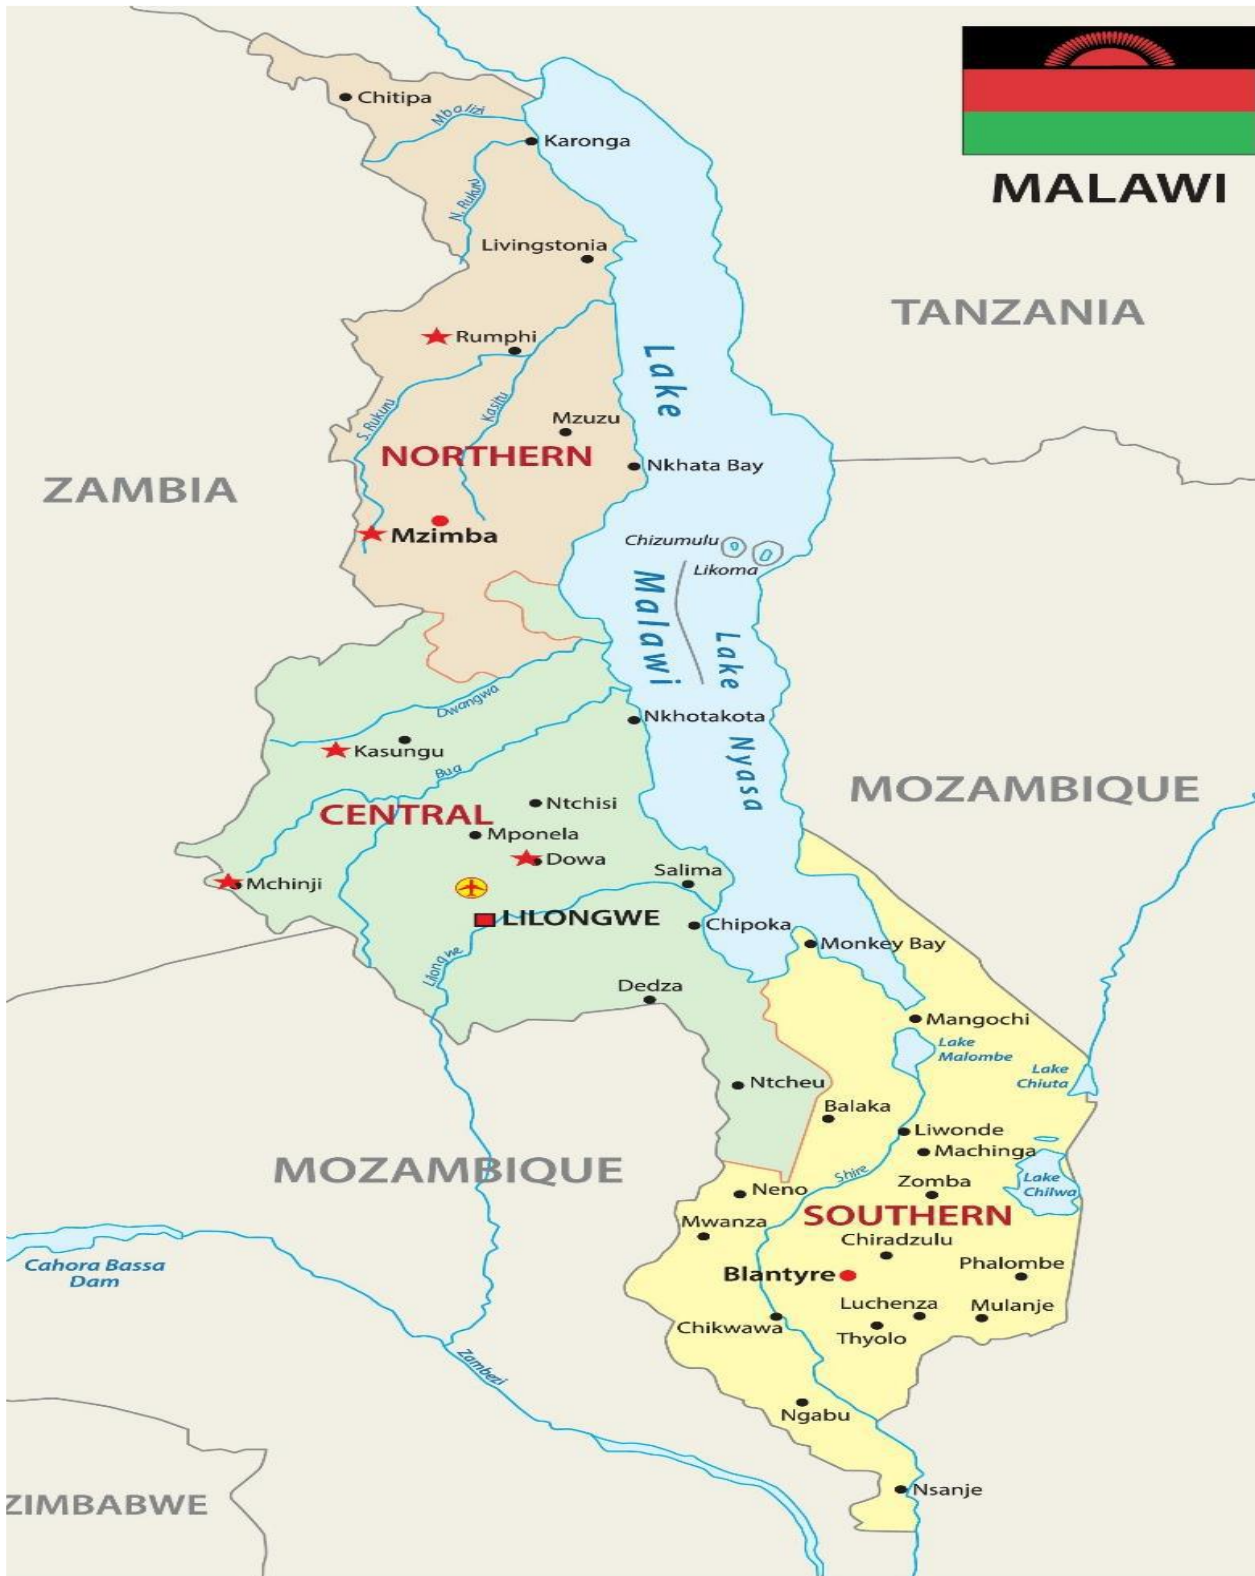 MALAWI
Chitipa
Mbalizi
Karonga
N. Rukuru
Livingstonia
TANZANIA
Rumphi
Lake
S. Rukuru
Kasitu
Mzuzu
NORTHERN
Nkhata Bay
ZAMBIA
Mzimba
Chizumulu
Likoma
Malawi
Lake
Dwangwa
Nkhotakota
Kasungu
Bua
Nyasa
MOZAMBIQUE
Ntchisi
CENTRAL
Mponela
Dowa
Salima
Mchinji
LILONGWE
Chipoka
Monkey Bay
Lilongwe
Dedza
Mangochi
Lake
Malombe
Lake
Chiuta
Ntcheu
Balaka
Liwonde
Machinga
MOZAMBIQUE
Shire
Lake
Chilwa
Zomba
Neno
SOUTHERN
Mwanza
Chiradzulu
Cahora Bassa
Dam
Phalombe
Blantyre
Luchenza
Mulanje
Chikwawa
Thyolo
Zambezi
Ngabu
Nsanje
ZIMBABWE